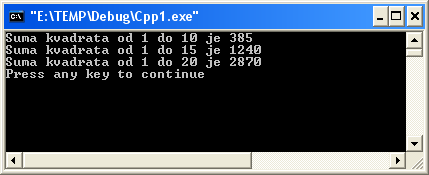 "E:\TEMP\Debug\Cpp1.exe"
Suma kvadrata od 1 do 10 je 385
Suma kvadrata od 1 do 15 je 1240
Suma kvadrata od 1 do 20 je 2870
Press any key to continue